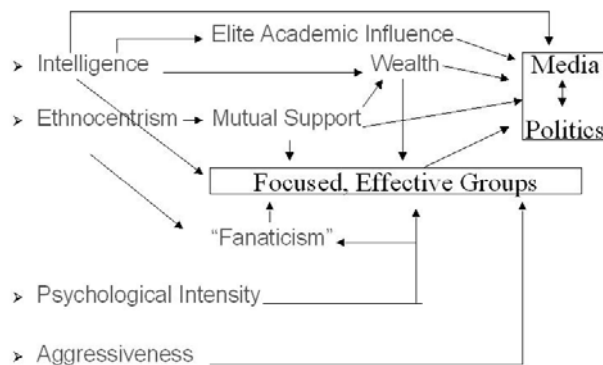 Elite Academic Influence
Intelligence Wealth Media
Ethnocentrism Mutual Support Politics
Focused, Effective Groups
“Fanaticism”
Psychological Intensity
Aggressiveness